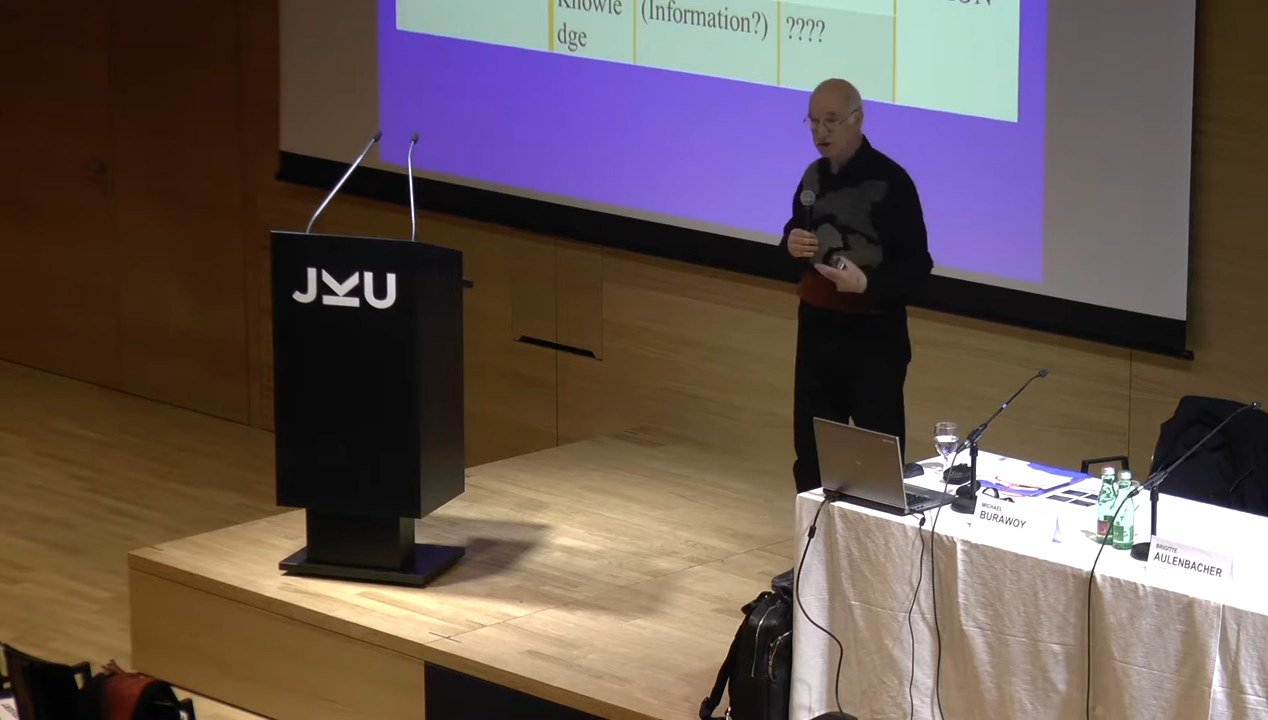 Knowle
dge
(Information?)
????
JKU
MICHAEL
BURAWOY
BRIGITTE
AULENBACHER